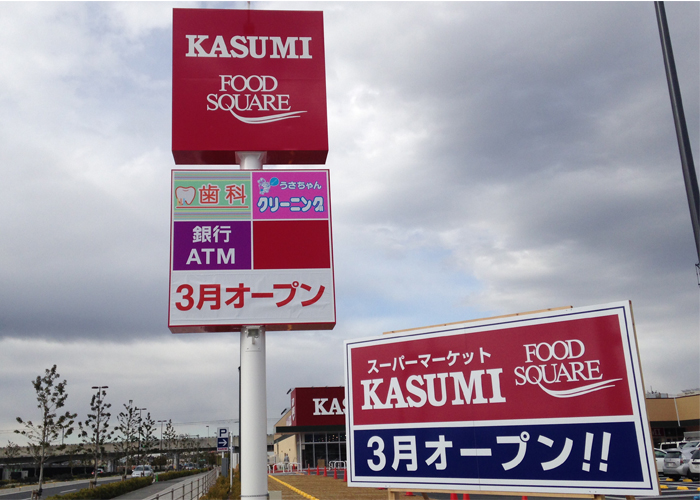 KASUMI
FOOD
SQUARE
歯科
うさちゃん
クリーニング
銀行
ATM
3月オープン
スーパーマーケット
KASUMI
FOOD
SQUARE
3月オープン!!
KAS
P